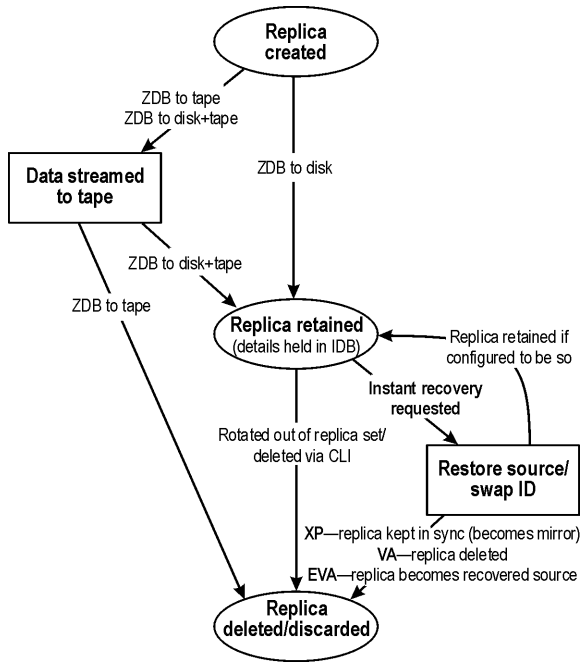 Replica
created
ZDB to tape
ZDB to disk+tape
ZDB to disk
Data streamed
to tape
ZDB to disk+tape
ZDB to tape
Replica retained
(details held in IDB)
Replica retained if
configured to be so
Instant recovery
requested
Rotated out of replica set/
deleted via CLI
Restore source/
swap ID
XP—replica kept in sync (becomes mirror)
VA—replica deleted
EVA—replica becomes recovered source
Replica
deleted/discarded